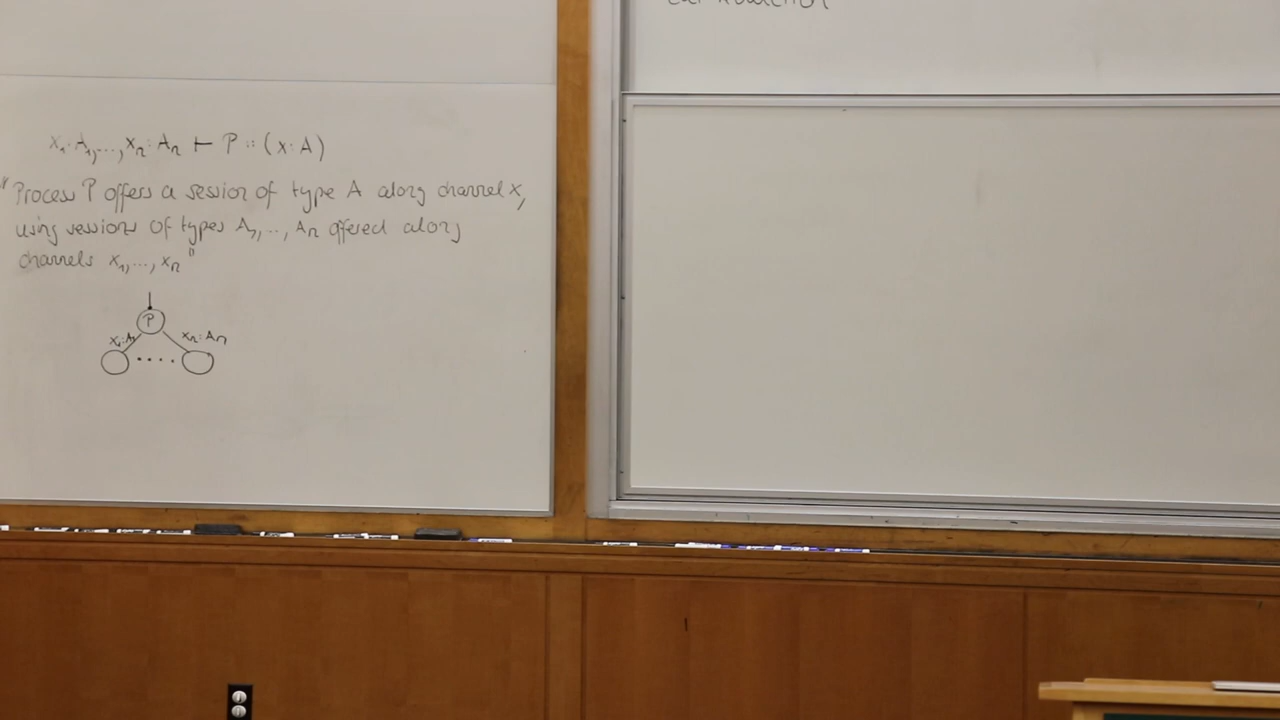 x₁:A₁,...,xₙ:Aₙ ⊢ P :: (x:A)
"Process P offers a session of type A along channel x,
using sessions of types A₁,..,Aₙ offered along
channels x₁,...,xₙ"
P
x₁:A₁ xₙ:Aₙ
....